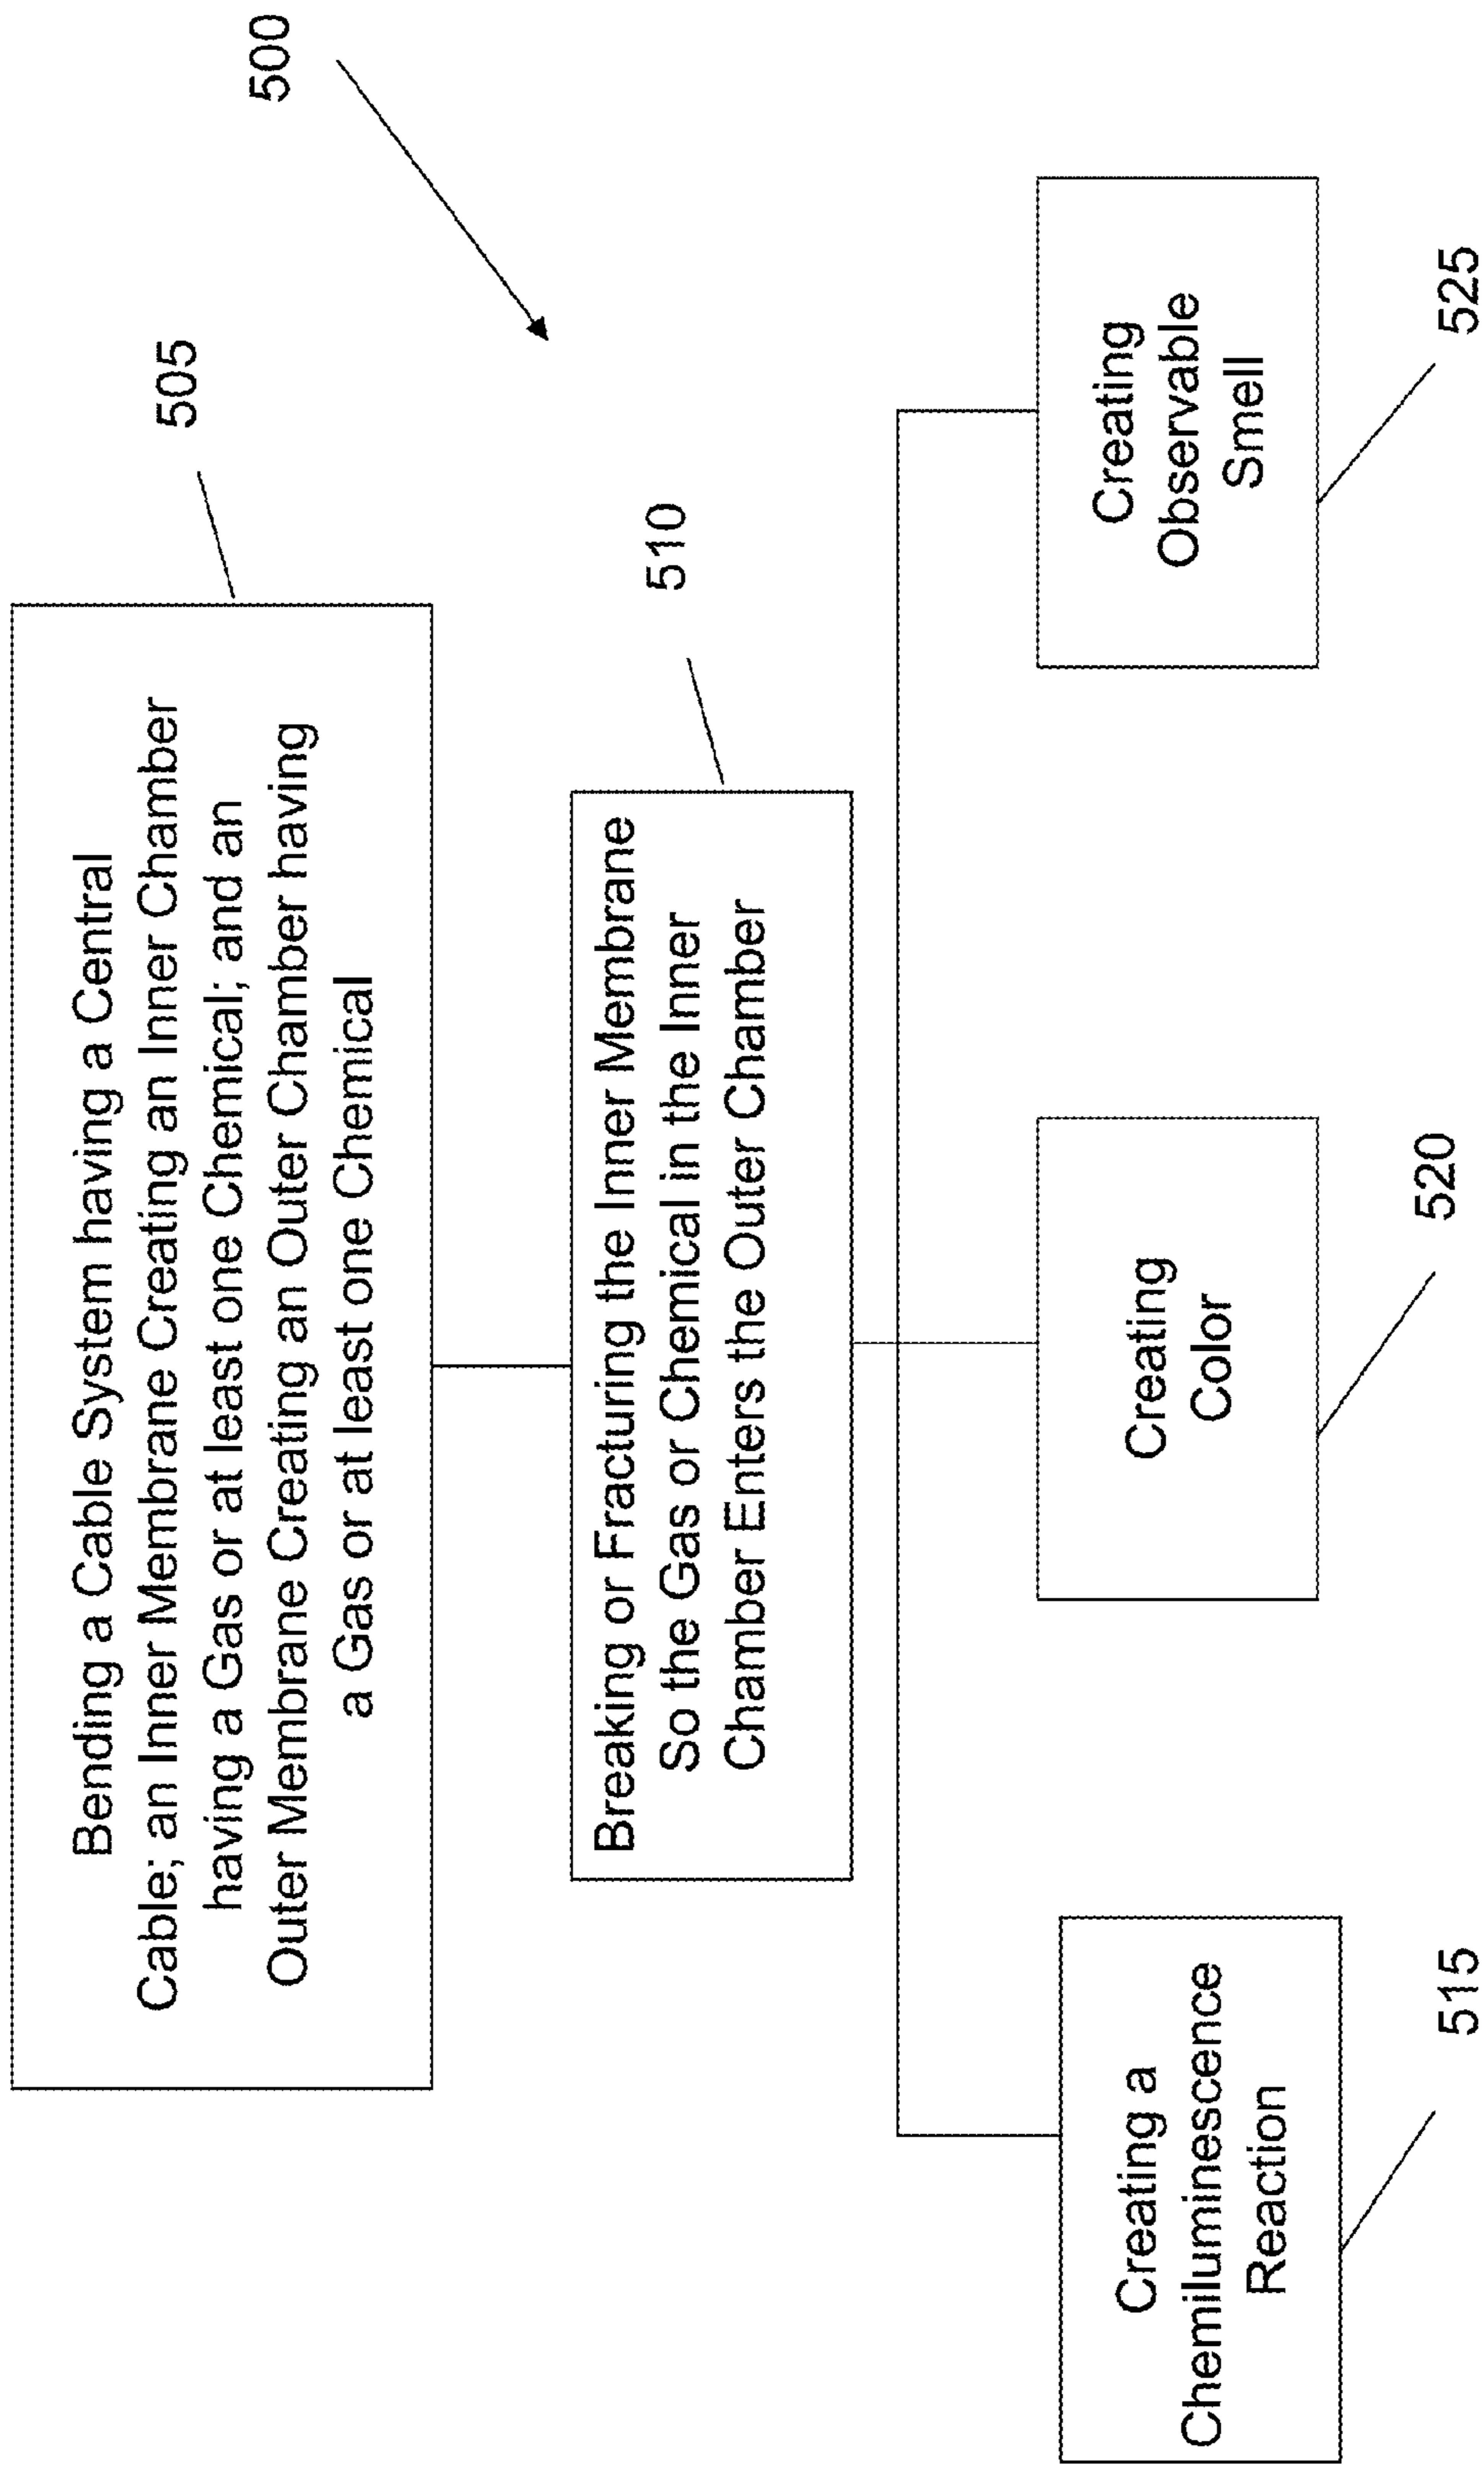 500
505
Bending a Cable System having a Central
Cable; an Inner Membrane Creating an Inner Chamber
having a Gas or at least one Chemical; and an
Outer Membrane Creating an Outer Chamber having
a Gas or at least one Chemical
510
Breaking or Fracturing the Inner Membrane
So the Gas or Chemical in the Inner
Chamber Enters the Outer Chamber
Creating a
Chemiluminescence
Reaction
515
Creating
Color
520
Creating
Observable
Smell
525